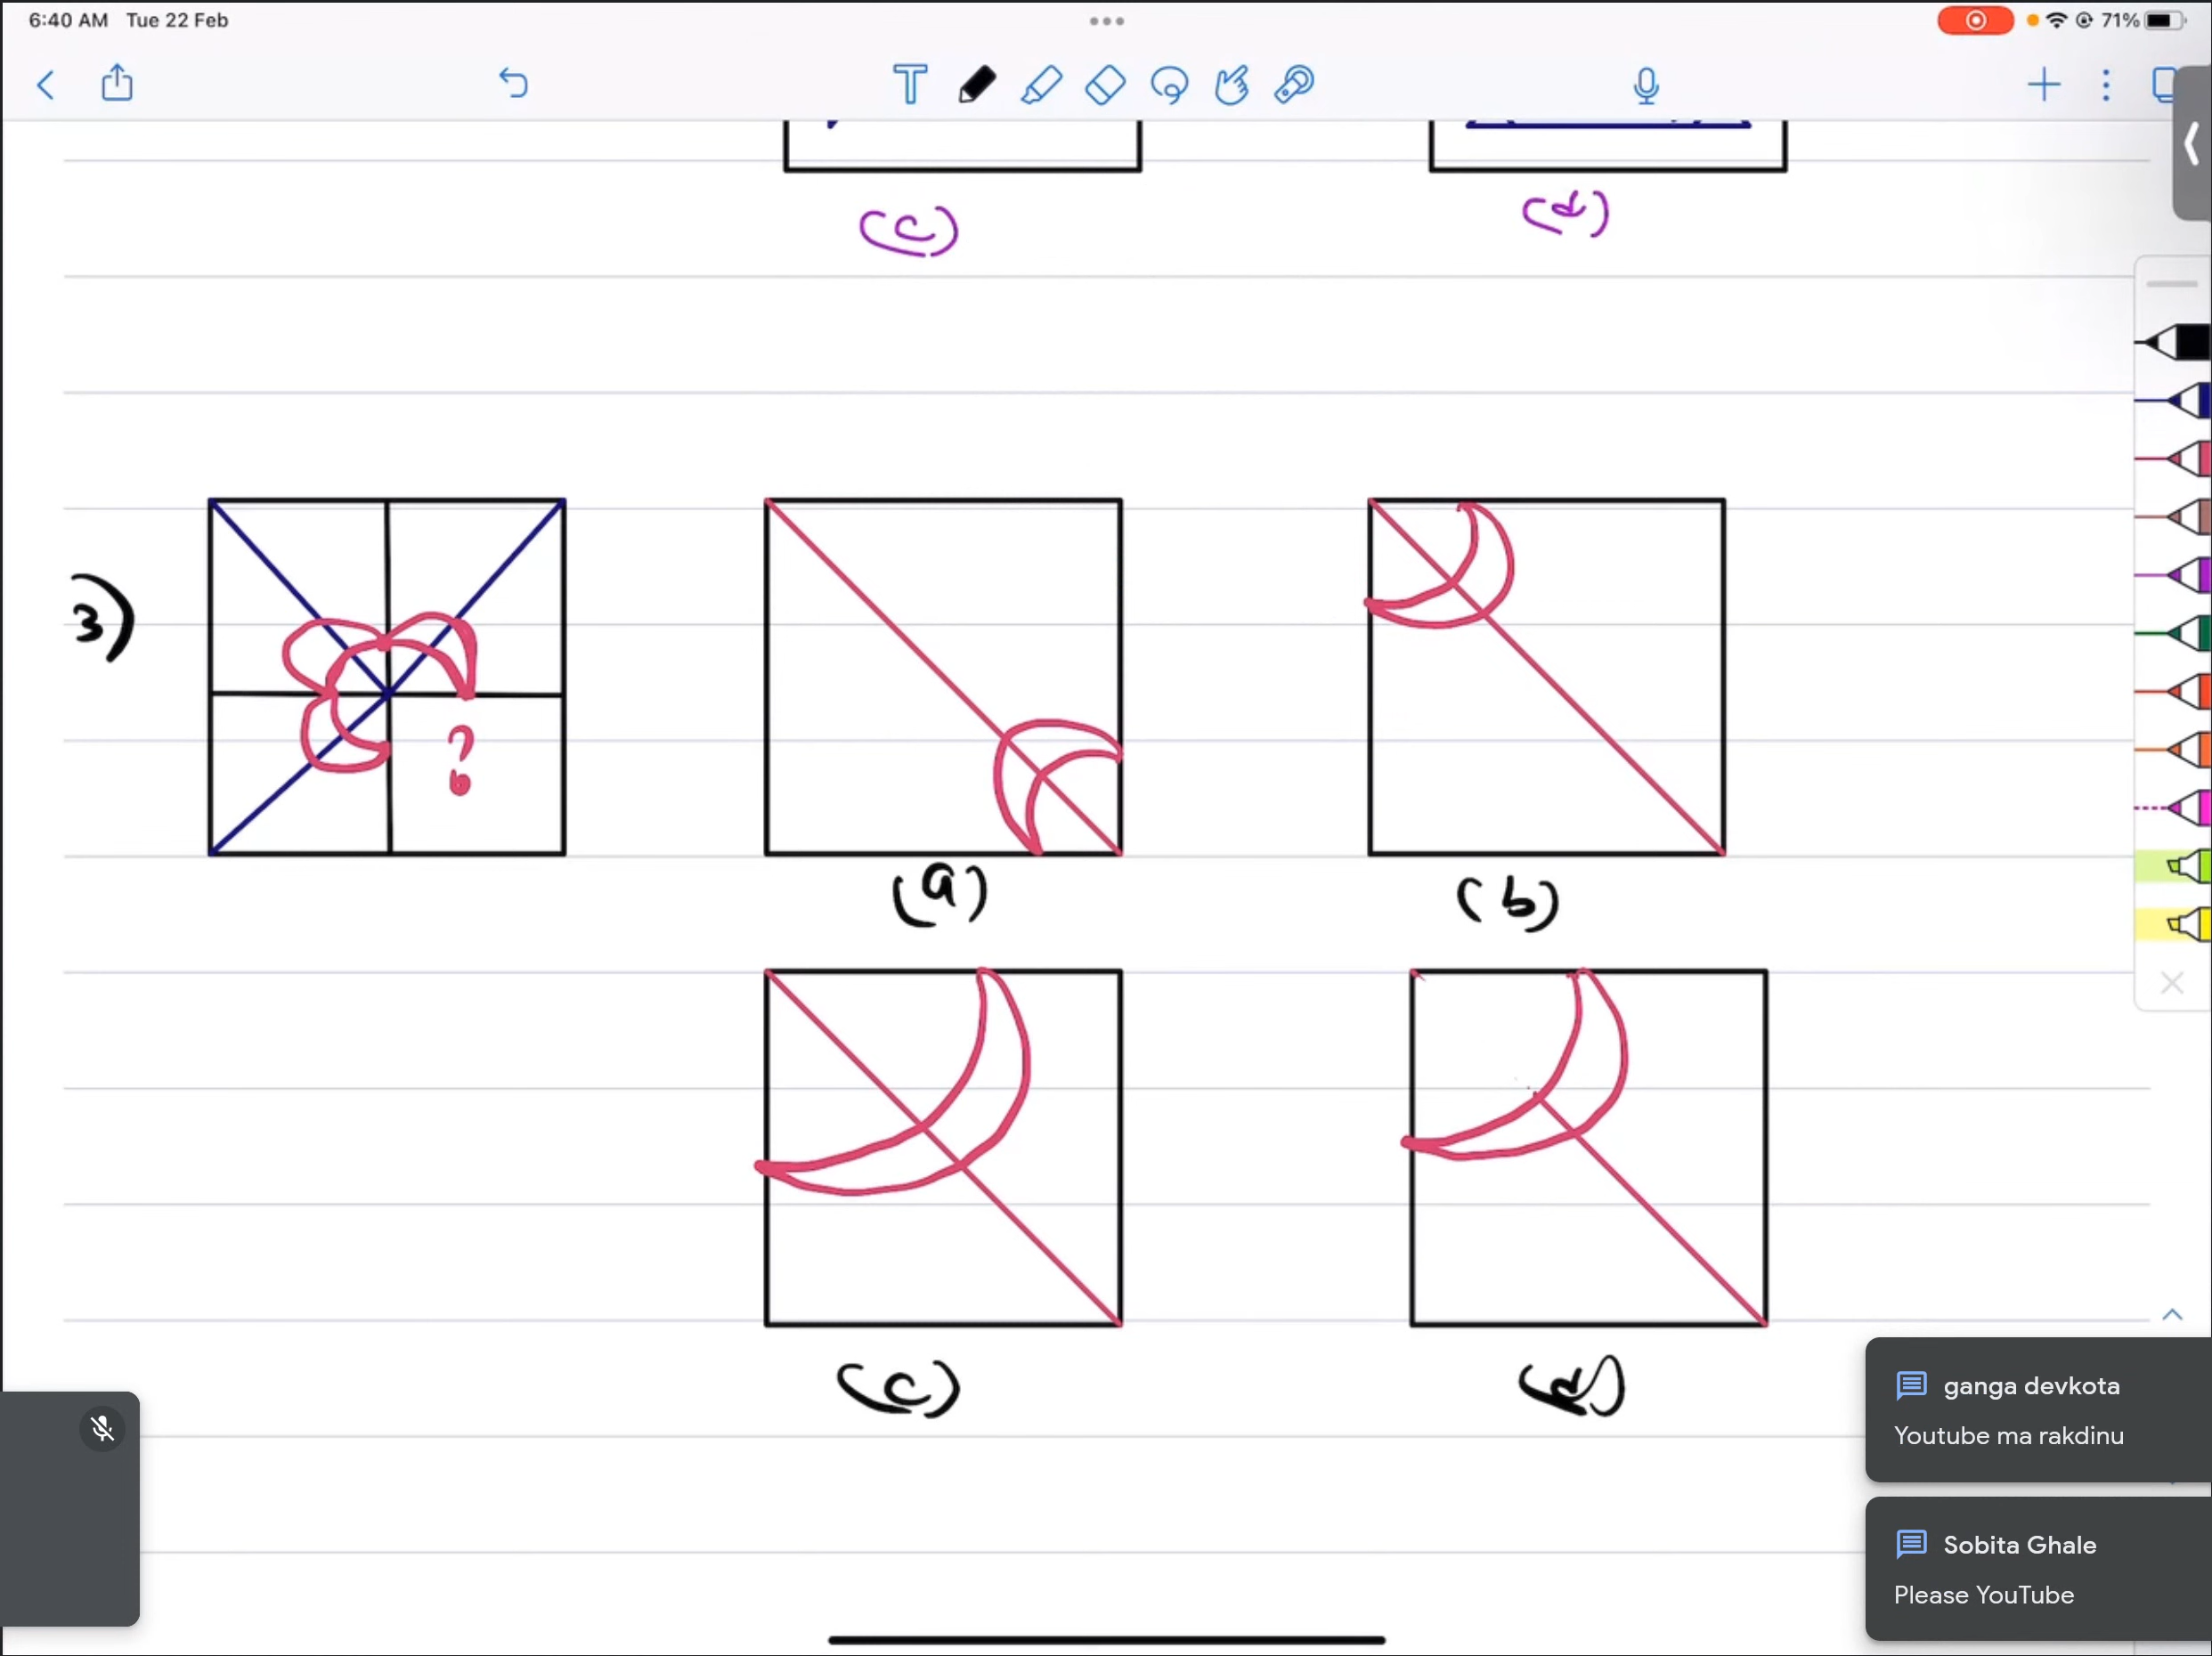 6:40 AM Tue 22 Feb
71%
T
(c)
(d)
3)
?
(a)
(b)
(c)
(d)
ganga devkota
Youtube ma rakdinu
Sobita Ghale
Please YouTube